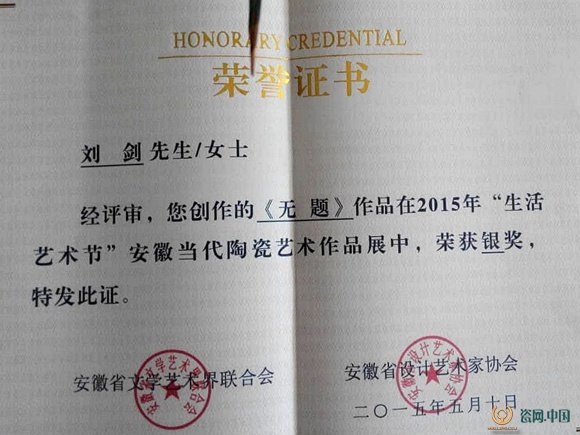 HONORARY CREDENTIAL
荣誉证书
刘 剑 先生/女士
经评审，您创作的《无 题》作品在2015年“生活
艺术节”安徽当代陶瓷艺术作品展中，荣获银奖，
特发此证。
安徽省文学艺术界联合会
安徽省设计艺术家协会
二〇一五年五月十日
瓷网.中国